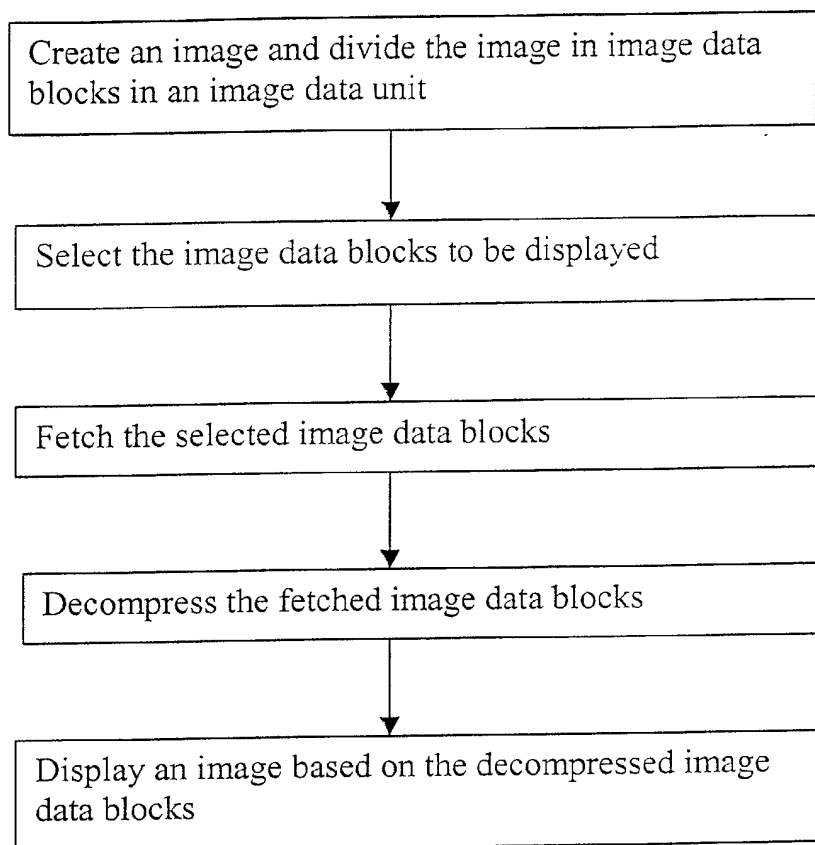 Create an image and divide the image in image data
blocks in an image data unit
Select the image data blocks to be displayed
Fetch the selected image data blocks
Decompress the fetched image data blocks
Display an image based on the decompressed image
data blocks